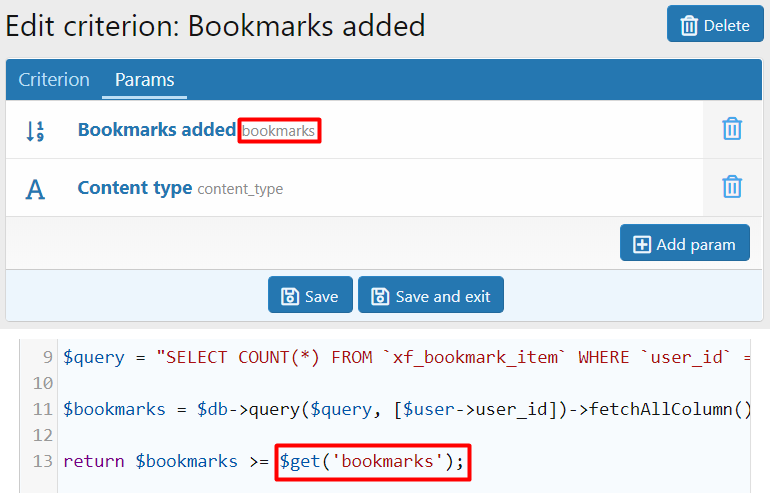 Edit criterion: Bookmarks added
Delete
Criterion Params
Bookmarks added bookmarks
Content type content_type
Add param
Save
Save and exit
9 $query = "SELECT COUNT(*) FROM `xf_bookmark_item` WHERE `user_id` =
10
11 $bookmarks = $db->query($query, [$user->user_id])->fetchAllColumn()
12
13 return $bookmarks >= $get('bookmarks');